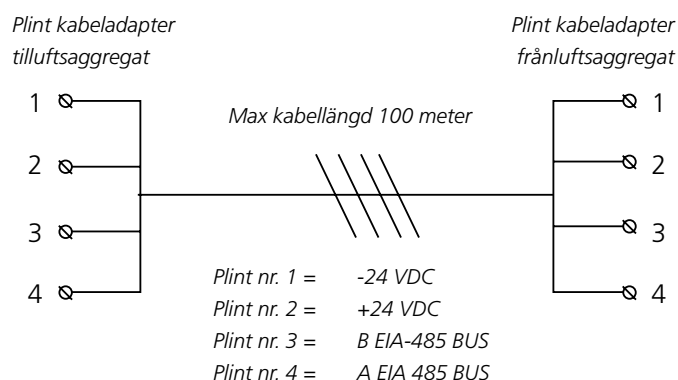 Plint kabeladapter
tilluftsaggregat
Plint kabeladapter
frånluftsaggregat
Max kabellängd 100 meter
1
2
3
4
1
2
3
4
Plint nr. 1 = -24 VDC
Plint nr. 2 = +24 VDC
Plint nr. 3 = B EIA-485 BUS
Plint nr. 4 = A EIA 485 BUS